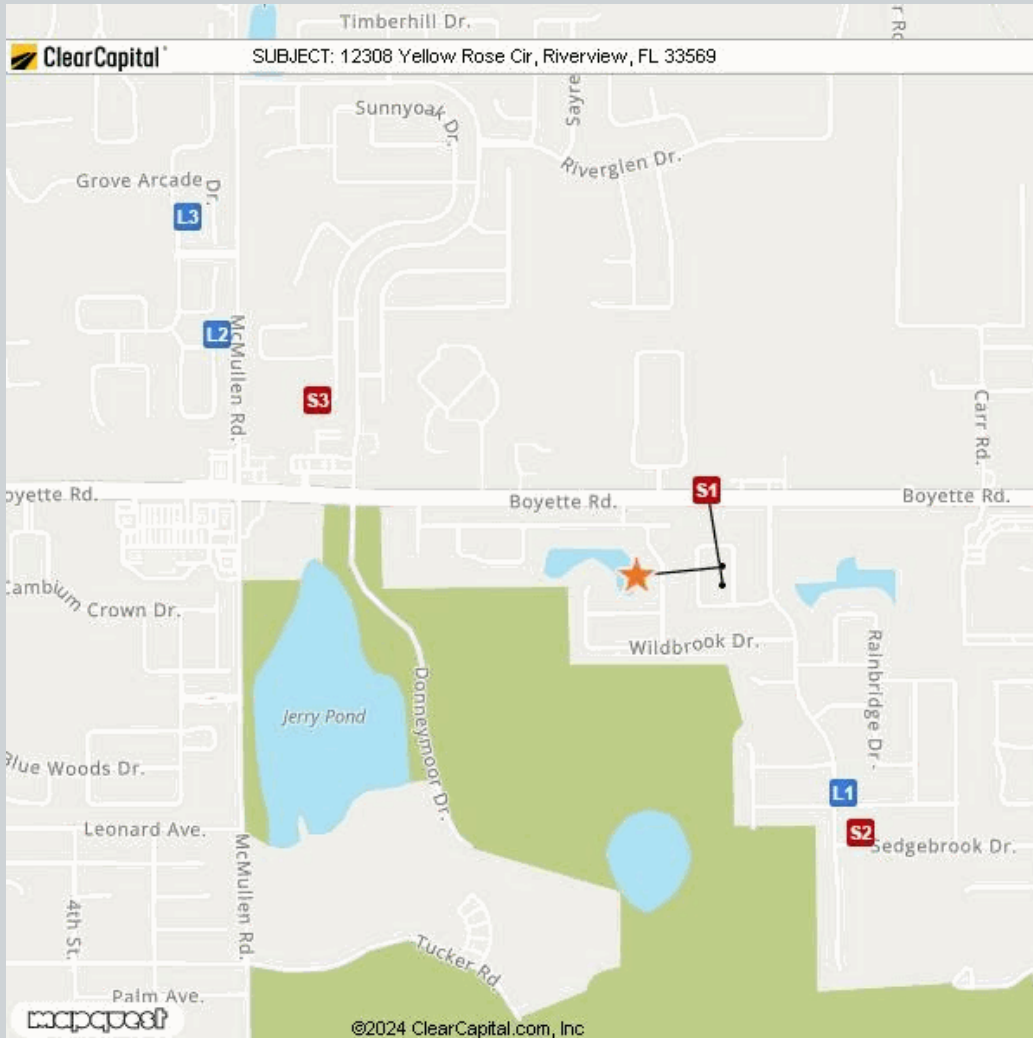 Timberhill Dr.
r Rd
ClearCapital
SUBJECT: 12308 Yellow Rose Cir, Riverview, FL 33569
Sunnyoak Dr.
Sayre
Riverglen Dr.
Grove Arcade Dr.
L3
L2
McMullen Rd.
S3
Carr Rd.
oyette Rd.
Boyette Rd.
S1
Boyette Rd.
Cambium Crown Dr.
Wildbrook Dr.
Rainbridge Dr.
Donneymoor Dr.
Jerry Pond
Blue Woods Dr.
L1
Leonard Ave.
S2
Sedgebrook Dr.
McMullen Rd.
4th St.
Tucker Rd.
Palm Ave.
mapquest
©2024 ClearCapital.com, Inc